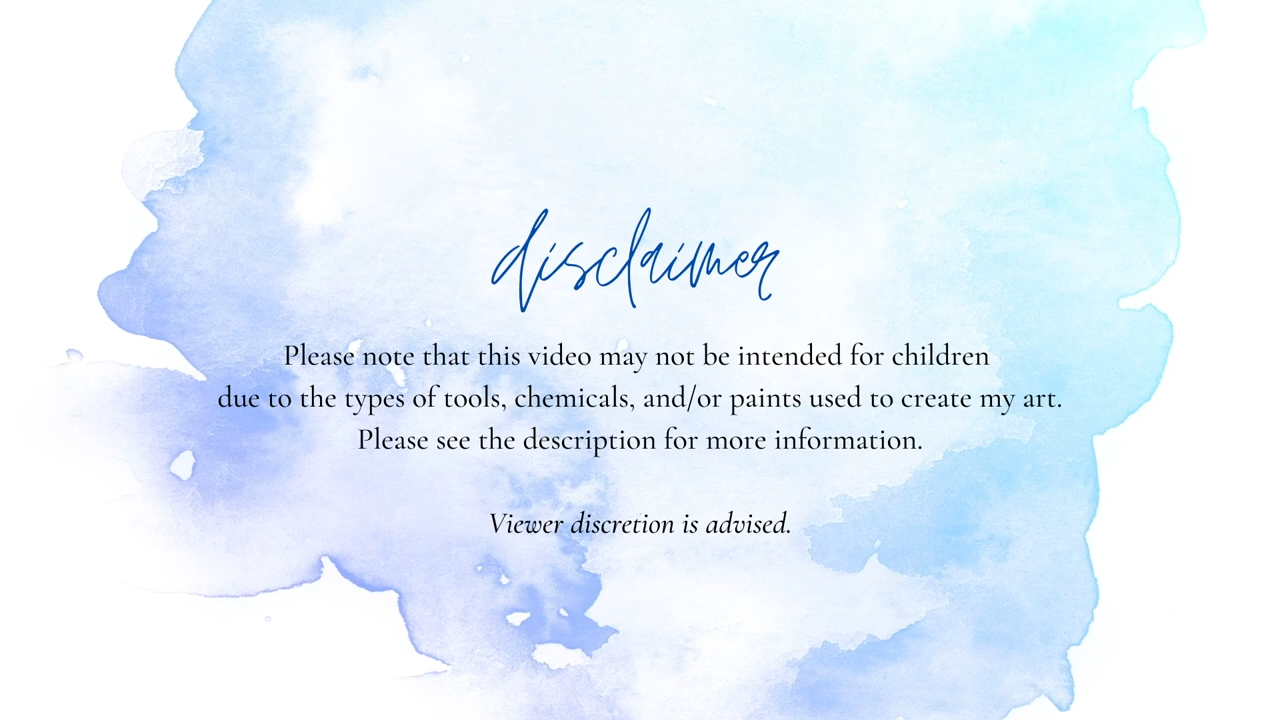 disclaimer
Please note that this video may not be intended for children
due to the types of tools, chemicals, and/or paints used to create my art.
Please see the description for more information.
Viewer discretion is advised.